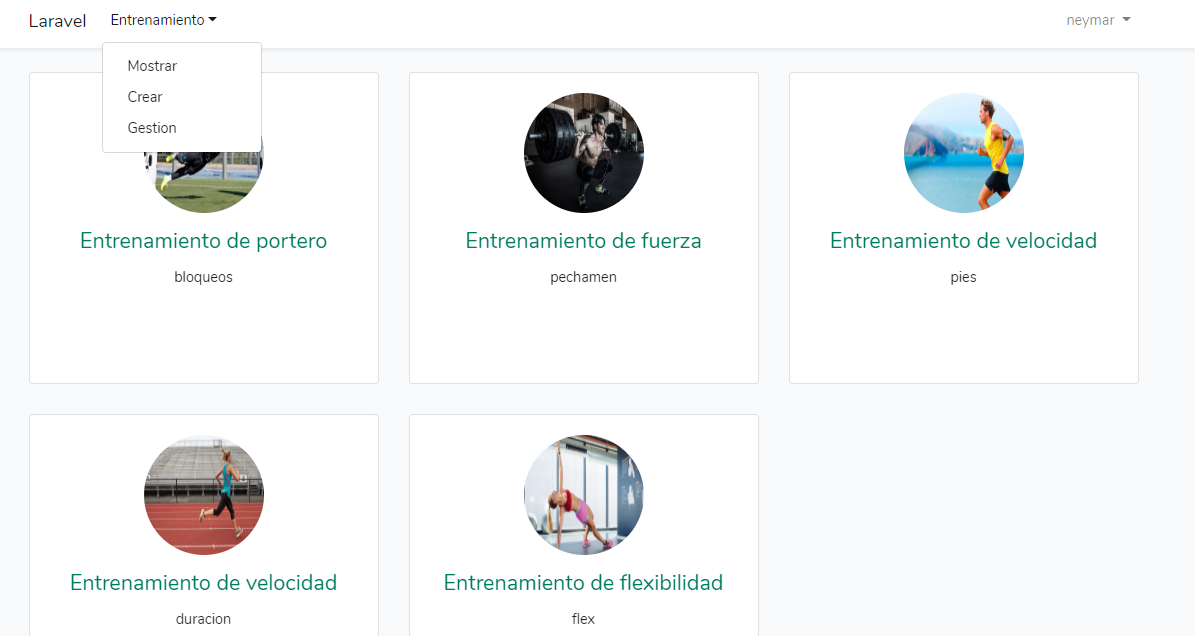 Laravel Entrenamiento neymar
Mostrar
Crear
Gestion
Entrenamiento de portero
bloqueos
Entrenamiento de fuerza
pechamen
Entrenamiento de velocidad
pies
Entrenamiento de velocidad
duracion
Entrenamiento de flexibilidad
flex